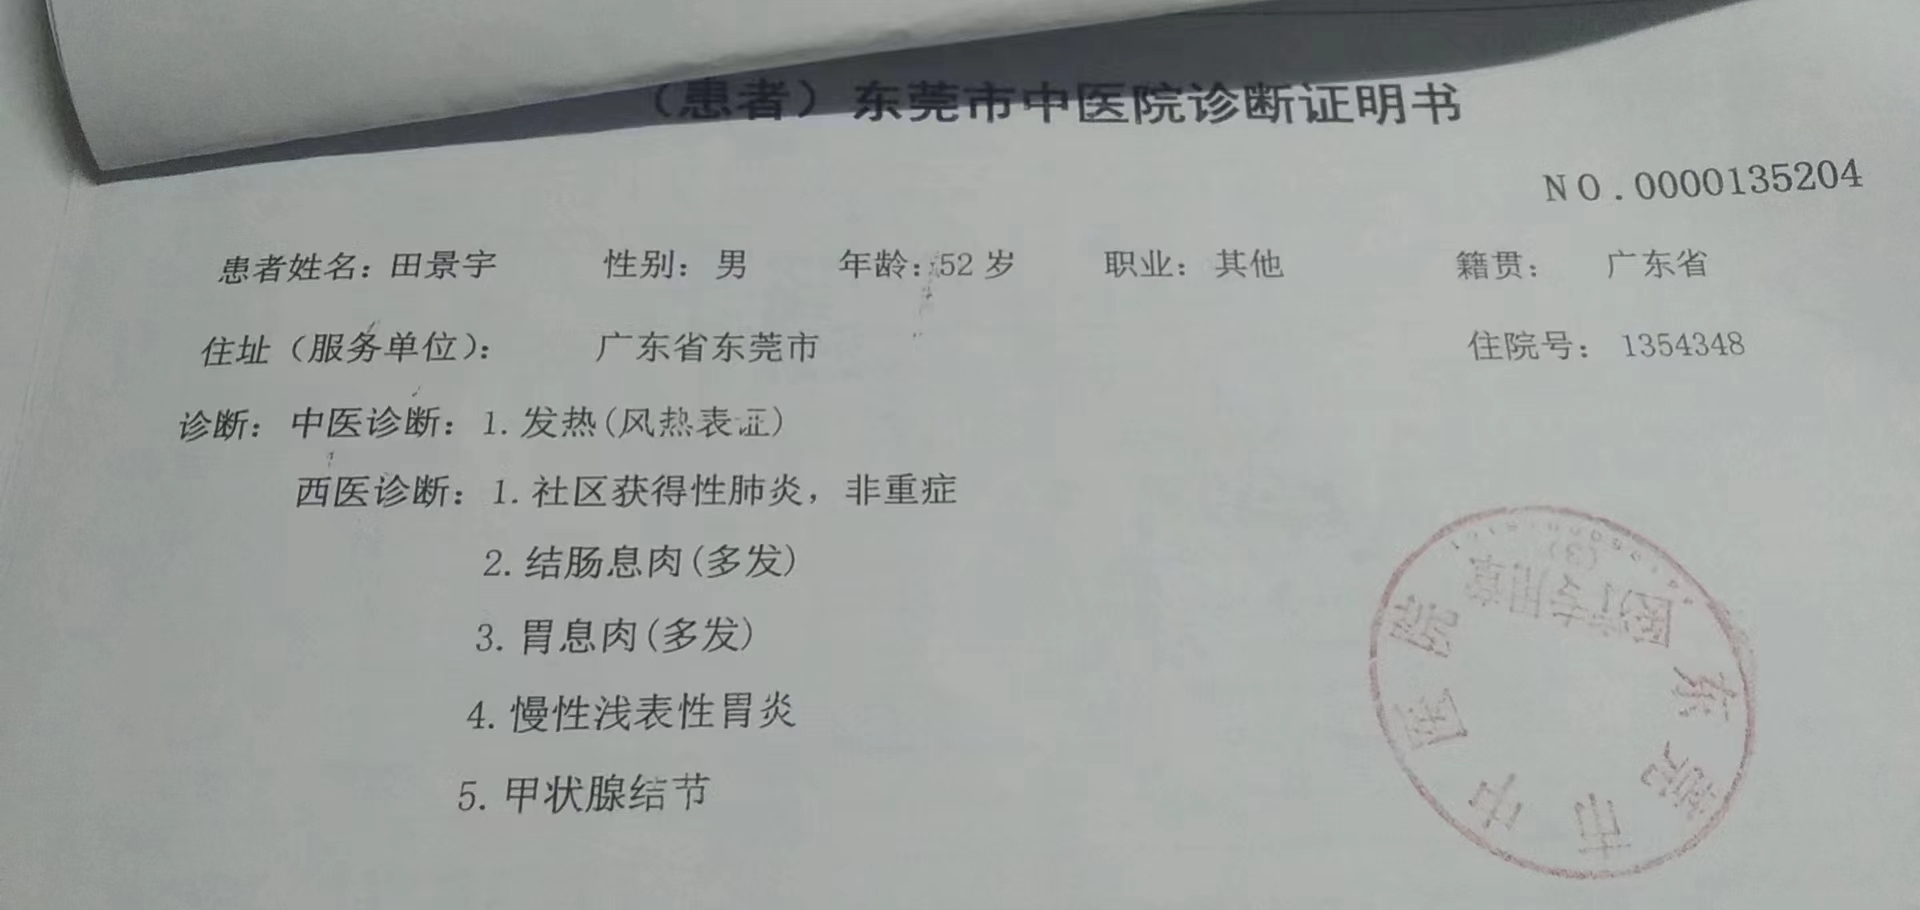 （患者）东莞市中医院诊断证明书
NO.0000135204
患者姓名：田景宇 性别：男 年龄：52岁 职业：其他 籍贯： 广东省
住址（服务单位）： 广东省东莞市 住院号：1354348
诊断：中医诊断：1.发热(风热表证)
西医诊断：1.社区获得性肺炎，非重症
2.结肠息肉(多发)
3.胃息肉(多发)
4.慢性浅表性胃炎
5.甲状腺结节
东莞市中医院
专用章
(3)